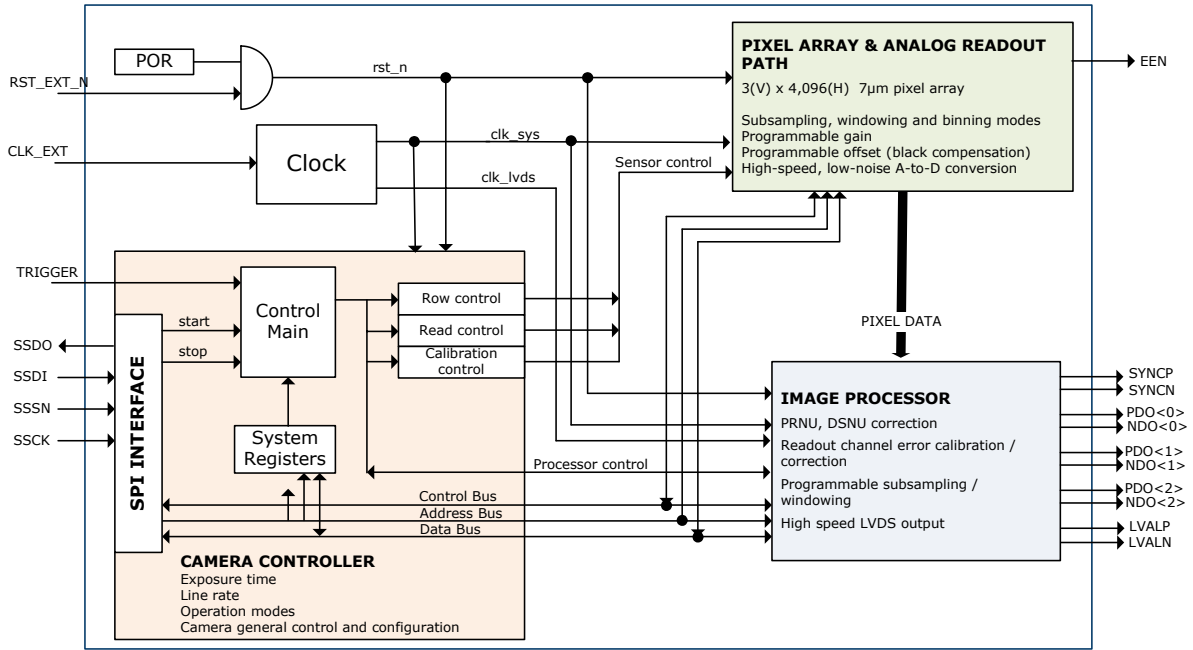 POR
RST_EXT_N
rst_n
CLK_EXT
Clock
clk_sys
clk_lvds
Sensor control
PIXEL ARRAY & ANALOG READOUT
PATH
3(V) x 4,096(H) 7µm pixel array
Subsampling, windowing and binning modes
Programmable gain
Programmable offset (black compensation)
High-speed, low-noise A-to-D conversion
EEN
TRIGGER
SSDO
SSDI
SSSN
SSCK
SPI INTERFACE
start
stop
Control
Main
Row control
Read control
Calibration
control
System
Registers
Processor control
Control Bus
Address Bus
Data Bus
CAMERA CONTROLLER
Exposure time
Line rate
Operation modes
Camera general control and configuration
PIXEL DATA
IMAGE PROCESSOR
PRNU, DSNU correction
Readout channel error calibration /
correction
Programmable subsampling /
windowing
High speed LVDS output
SYNCP
SYNCN
PDO<0>
NDO<0>
PDO<1>
NDO<1>
PDO<2>
NDO<2>
LVALP
LVALN